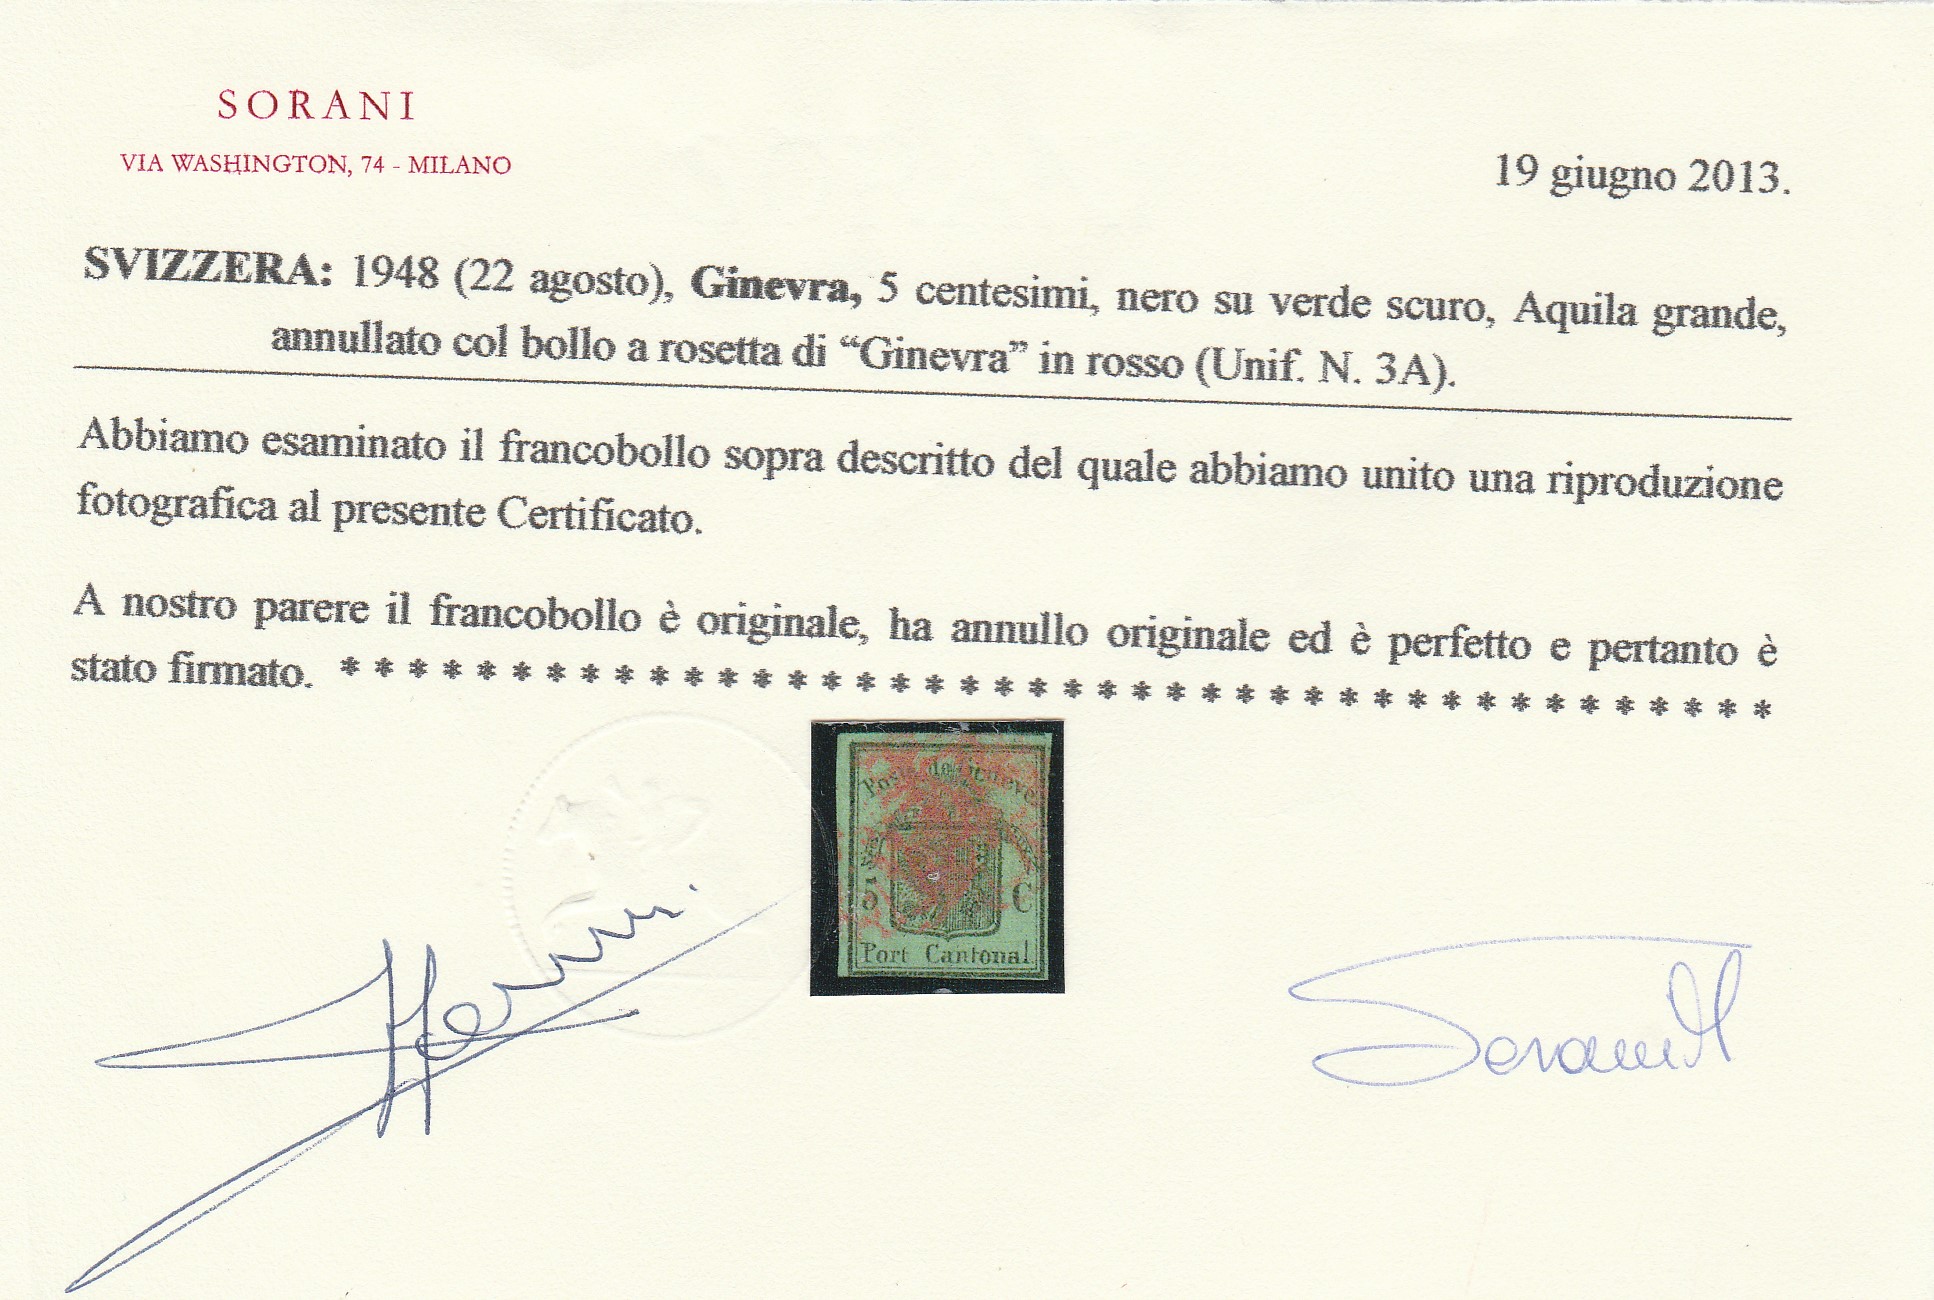 SORANI
VIA WASHINGTON, 74 - MILANO
19 giugno 2013.
SVIZZERA: 1948 (22 agosto), Ginevra, 5 centesimi, nero su verde scuro, Aquila grande,
annullato col bollo a rosetta di “Ginevra” in rosso (Unif. N. 3A).
Abbiamo esaminato il francobollo sopra descritto del quale abbiamo unito una riproduzione
fotografica al presente Certificato.
A nostro parere il francobollo è originale, ha annullo originale ed è perfetto e pertanto è
stato firmato. * * * * * * * * * * * * * * * * * * * * * * * * * * * * * * * * * * * * * * * * * *
Poste de Genève
5 C
Port Cantonal